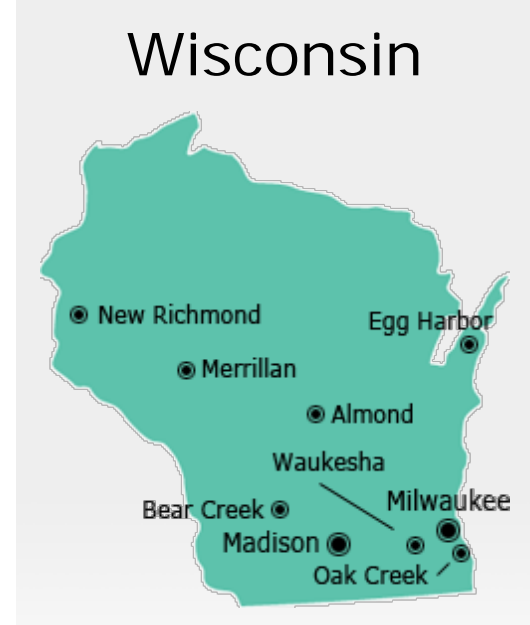 Wisconsin
New Richmond
Egg Harbor
Merrillan
Almond
Waukesha
Milwaukee
Bear Creek
Madison
Oak Creek